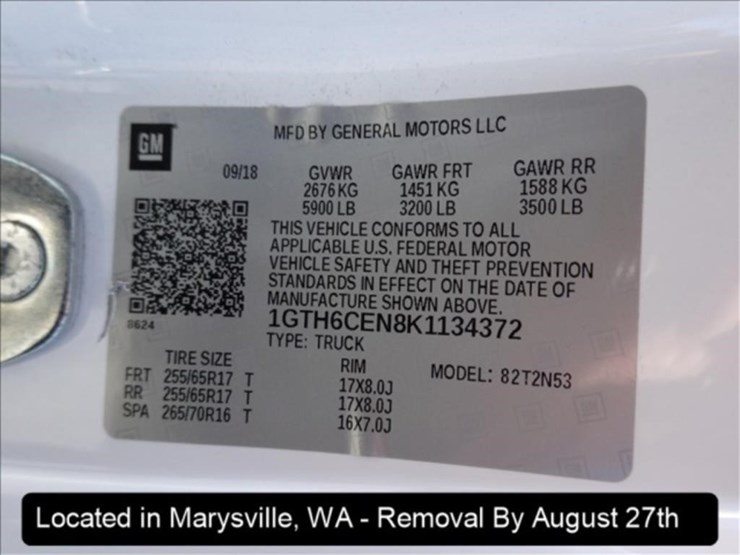 GM
MFD BY GENERAL MOTORS LLC
09/18 GVWR GAWR FRT GAWR RR
2676 KG 1451 KG 1588 KG
5900 LB 3200 LB 3500 LB
THIS VEHICLE CONFORMS TO ALL
APPLICABLE U.S. FEDERAL MOTOR
VEHICLE SAFETY AND THEFT PREVENTION
STANDARDS IN EFFECT ON THE DATE OF
MANUFACTURE SHOWN ABOVE.
8624
1GTH6CEN8K1134372
TYPE: TRUCK
TIRE SIZE RIM MODEL: 82T2N53
FRT 255/65R17 T 17X8.0J
RR 255/65R17 T 17X8.0J
SPA 265/70R16 T 16X7.0J
Located in Marysville, WA - Removal By August 27th